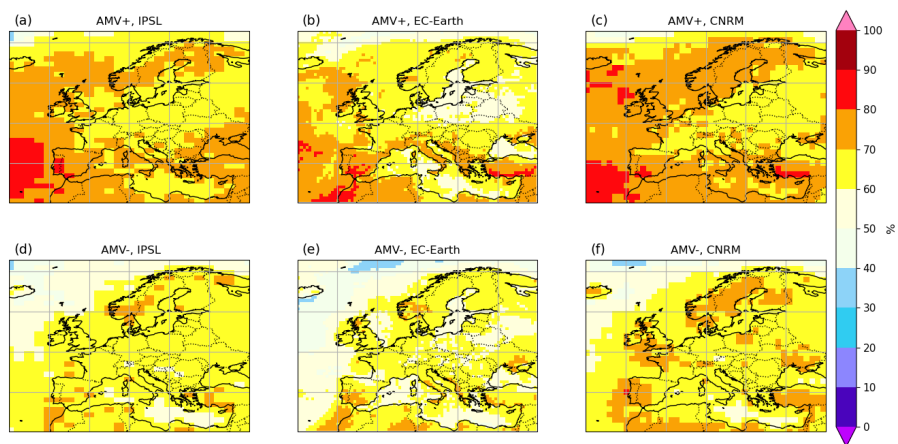 (a) AMV+, IPSL
(b) AMV+, EC-Earth
(c) AMV+, CNRM
100
90
80
70
60
50
40
30
20
10
0
%
(d) AMV-, IPSL
(e) AMV-, EC-Earth
(f) AMV-, CNRM